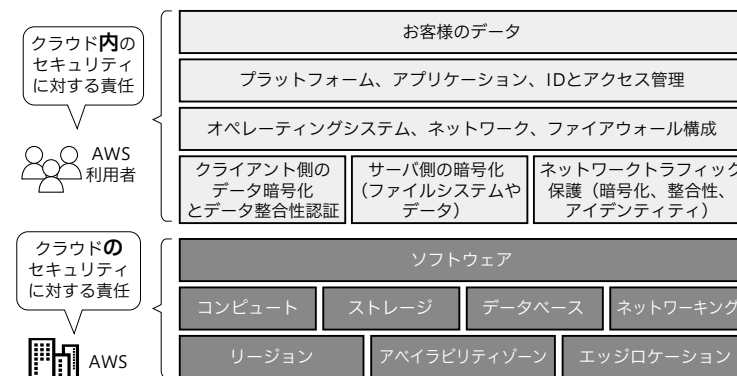 クラウド内の
セキュリティ
に対する責任
AWS
利用者
お客様のデータ
プラットフォーム、アプリケーション、IDとアクセス管理
オペレーティングシステム、ネットワーク、ファイアウォール構成
クライアント側の
データ暗号化
とデータ整合性認証
サーバ側の暗号化
(ファイルシステムや
データ)
ネットワークトラフィック
保護(暗号化、整合性、
アイデンティティ)
クラウドの
セキュリティ
に対する責任
AWS
ソフトウェア
コンピュート
ストレージ
データベース
ネットワーキング
リージョン
アベイラビリティゾーン
エッジロケーション